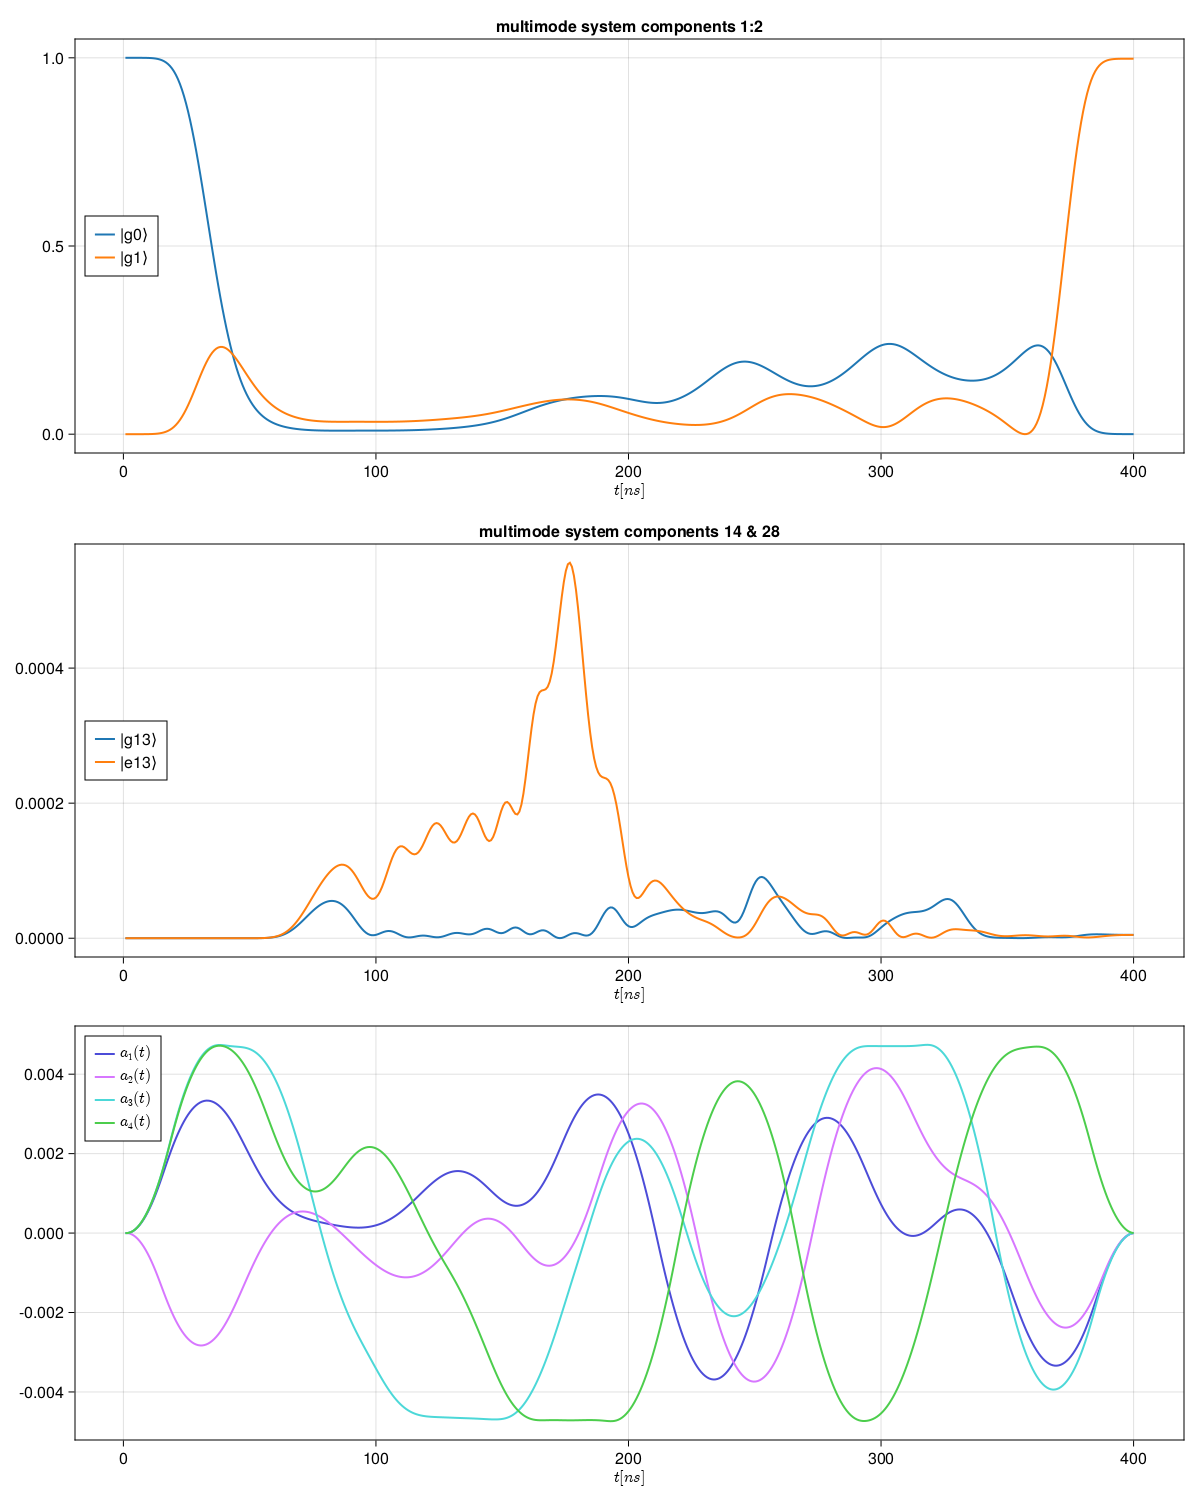 multimode system components 1:2
1.0
0.5
0.0
|g0⟩
|g1⟩
0 100 200 300 400
t[ns]
multimode system components 14 & 28
0.0004
0.0002
0.0000
|g13⟩
|e13⟩
0 100 200 300 400
t[ns]
a₁(t)
a₂(t)
a₃(t)
a₄(t)
0.004
0.002
0.000
-0.002
-0.004
0 100 200 300 400
t[ns]